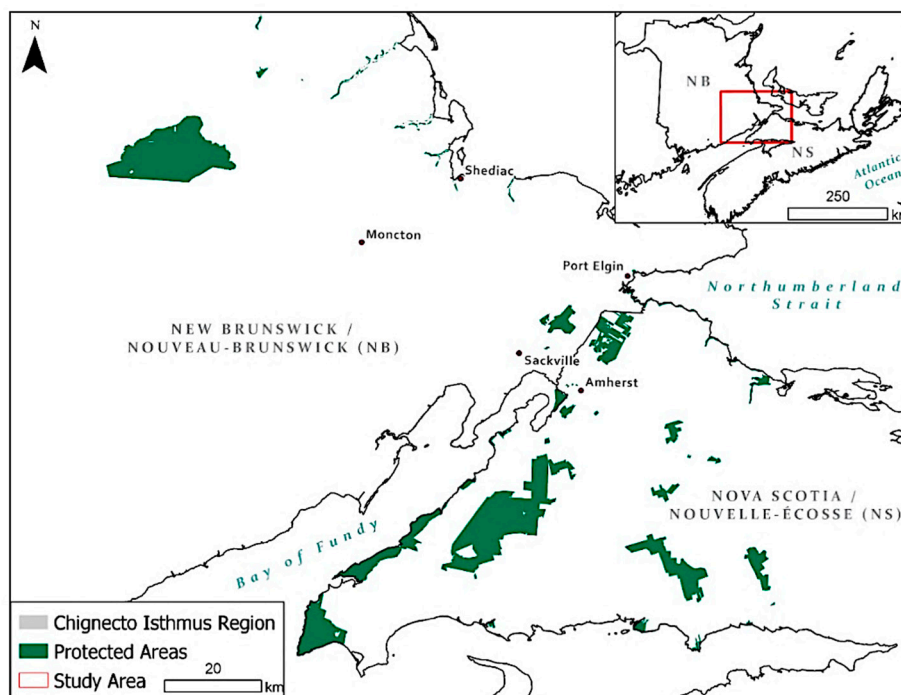 N
NB
NS
Atlantic
Ocean
250
km
Shediac
Moncton
Port Elgin
Northumberland
Strait
NEW BRUNSWICK /
NOUVEAU-BRUNSWICK (NB)
Sackville
Amherst
NOVA SCOTIA /
NOUVELLE-ÉCOSSE (NS)
Bay of Fundy
Chignecto Isthmus Region
Protected Areas
Study Area
20
km